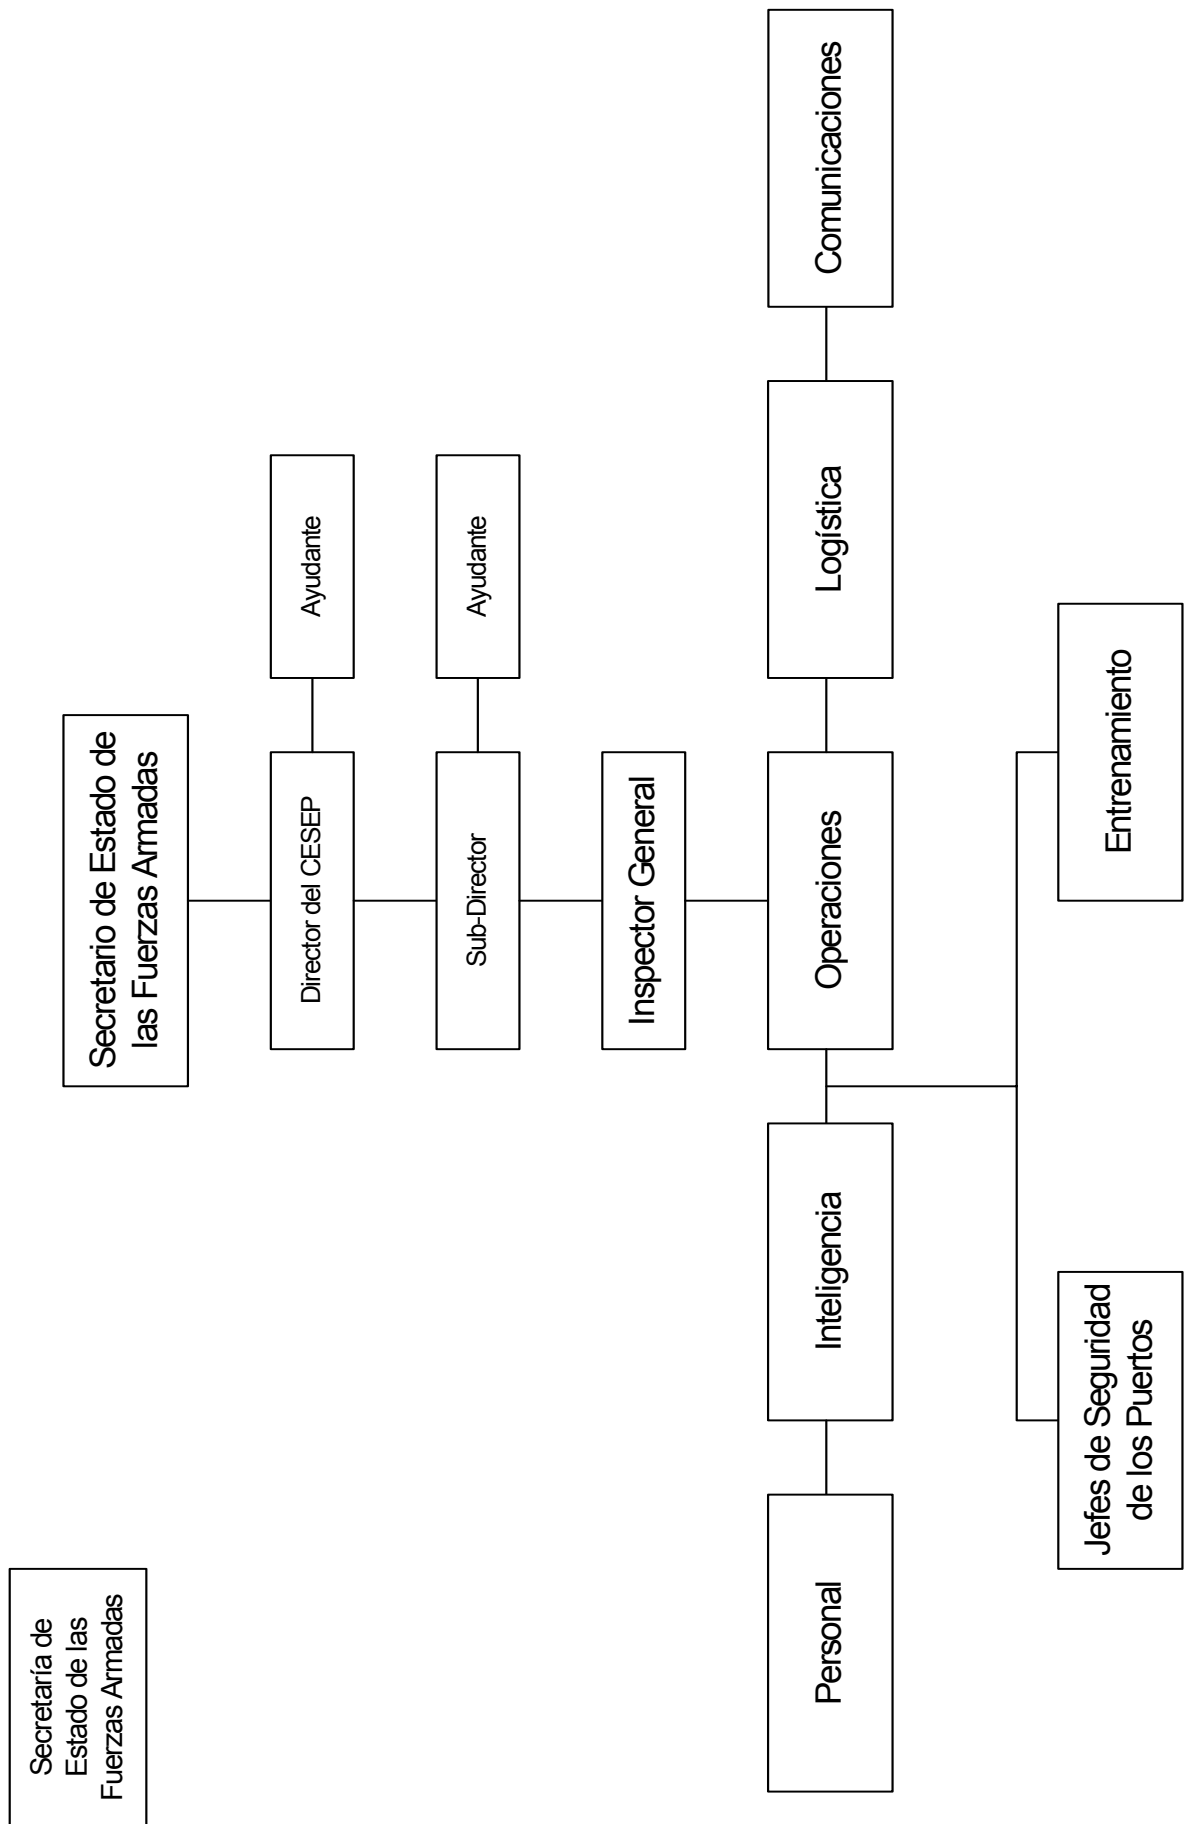 Secretaría de
Estado de las
Fuerzas Armadas
Secretario de Estado de
las Fuerzas Armadas
Director del CESEP
Ayudante
Sub-Director
Ayudante
Inspector General
Personal
Inteligencia
Operaciones
Logística
Comunicaciones
Jefes de Seguridad
de los Puertos
Entrenamiento